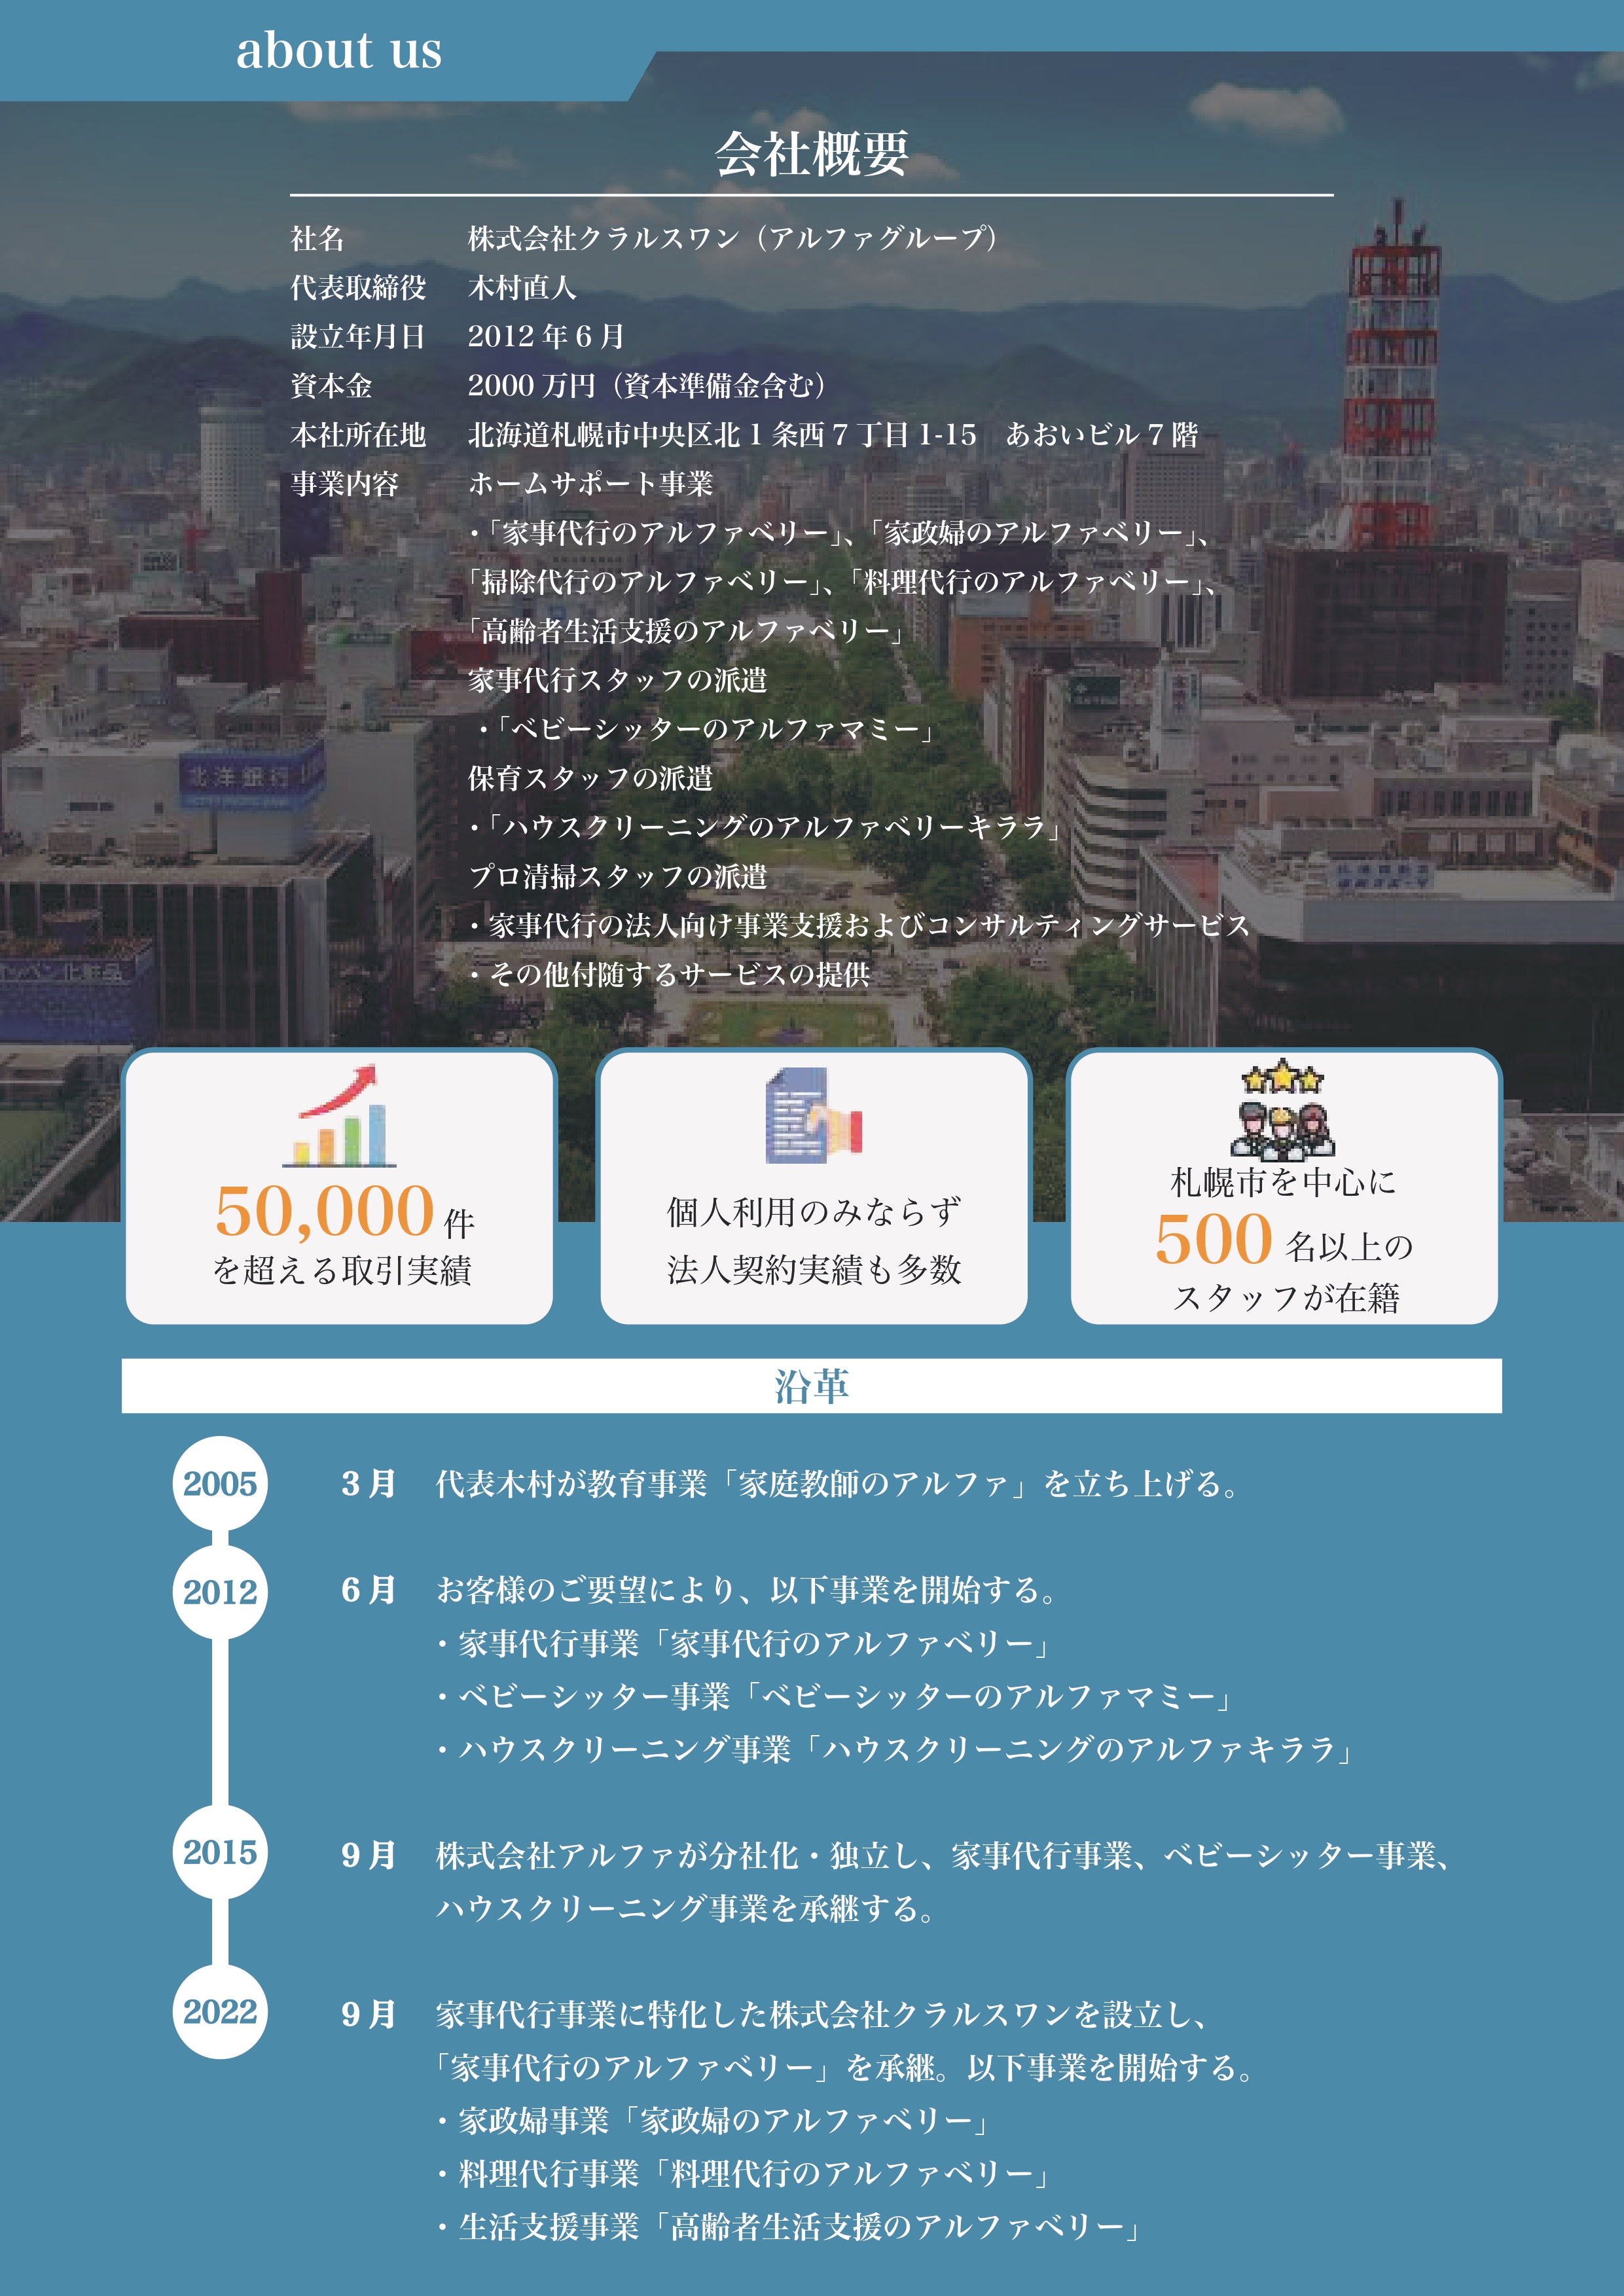 about us
会社概要
社名 株式会社クラルスワン（アルファグループ）
代表取締役 木村直人
設立年月日 2012 年 6 月
資本金 2000 万円（資本準備金含む）
本社所在地 北海道札幌市中央区北 1 条西 7 丁目 1-15　あおいビル 7 階
事業内容 ホームサポート事業
・「家事代行のアルファベリー」、「家政婦のアルファベリー」、
「掃除代行のアルファベリー」、「料理代行のアルファベリー」、
「高齢者生活支援のアルファベリー」
家事代行スタッフの派遣
・「ベビーシッターのアルファマミー」
保育スタッフの派遣
・「ハウスクリーニングのアルファベリーキララ」
プロ清掃スタッフの派遣
・家事代行の法人向け事業支援およびコンサルティングサービス
・その他付随するサービスの提供
北洋銀行
50,000 件
を超える取引実績
個人利用のみならず
法人契約実績も多数
札幌市を中心に
500 名以上の
スタッフが在籍
沿革
2005 3 月 代表木村が教育事業「家庭教師のアルファ」を立ち上げる。
2012 6 月 お客様のご要望により、以下事業を開始する。
・家事代行事業「家事代行のアルファベリー」
・ベビーシッター事業「ベビーシッターのアルファマミー」
・ハウスクリーニング事業「ハウスクリーニングのアルファキララ」
2015 9 月 株式会社アルファが分社化・独立し、家事代行事業、ベビーシッター事業、
ハウスクリーニング事業を承継する。
2022 9 月 家事代行事業に特化した株式会社クラルスワンを設立し、
「家事代行のアルファベリー」を承継。以下事業を開始する。
・家政婦事業「家政婦のアルファベリー」
・料理代行事業「料理代行のアルファベリー」
・生活支援事業「高齢者生活支援のアルファベリー」